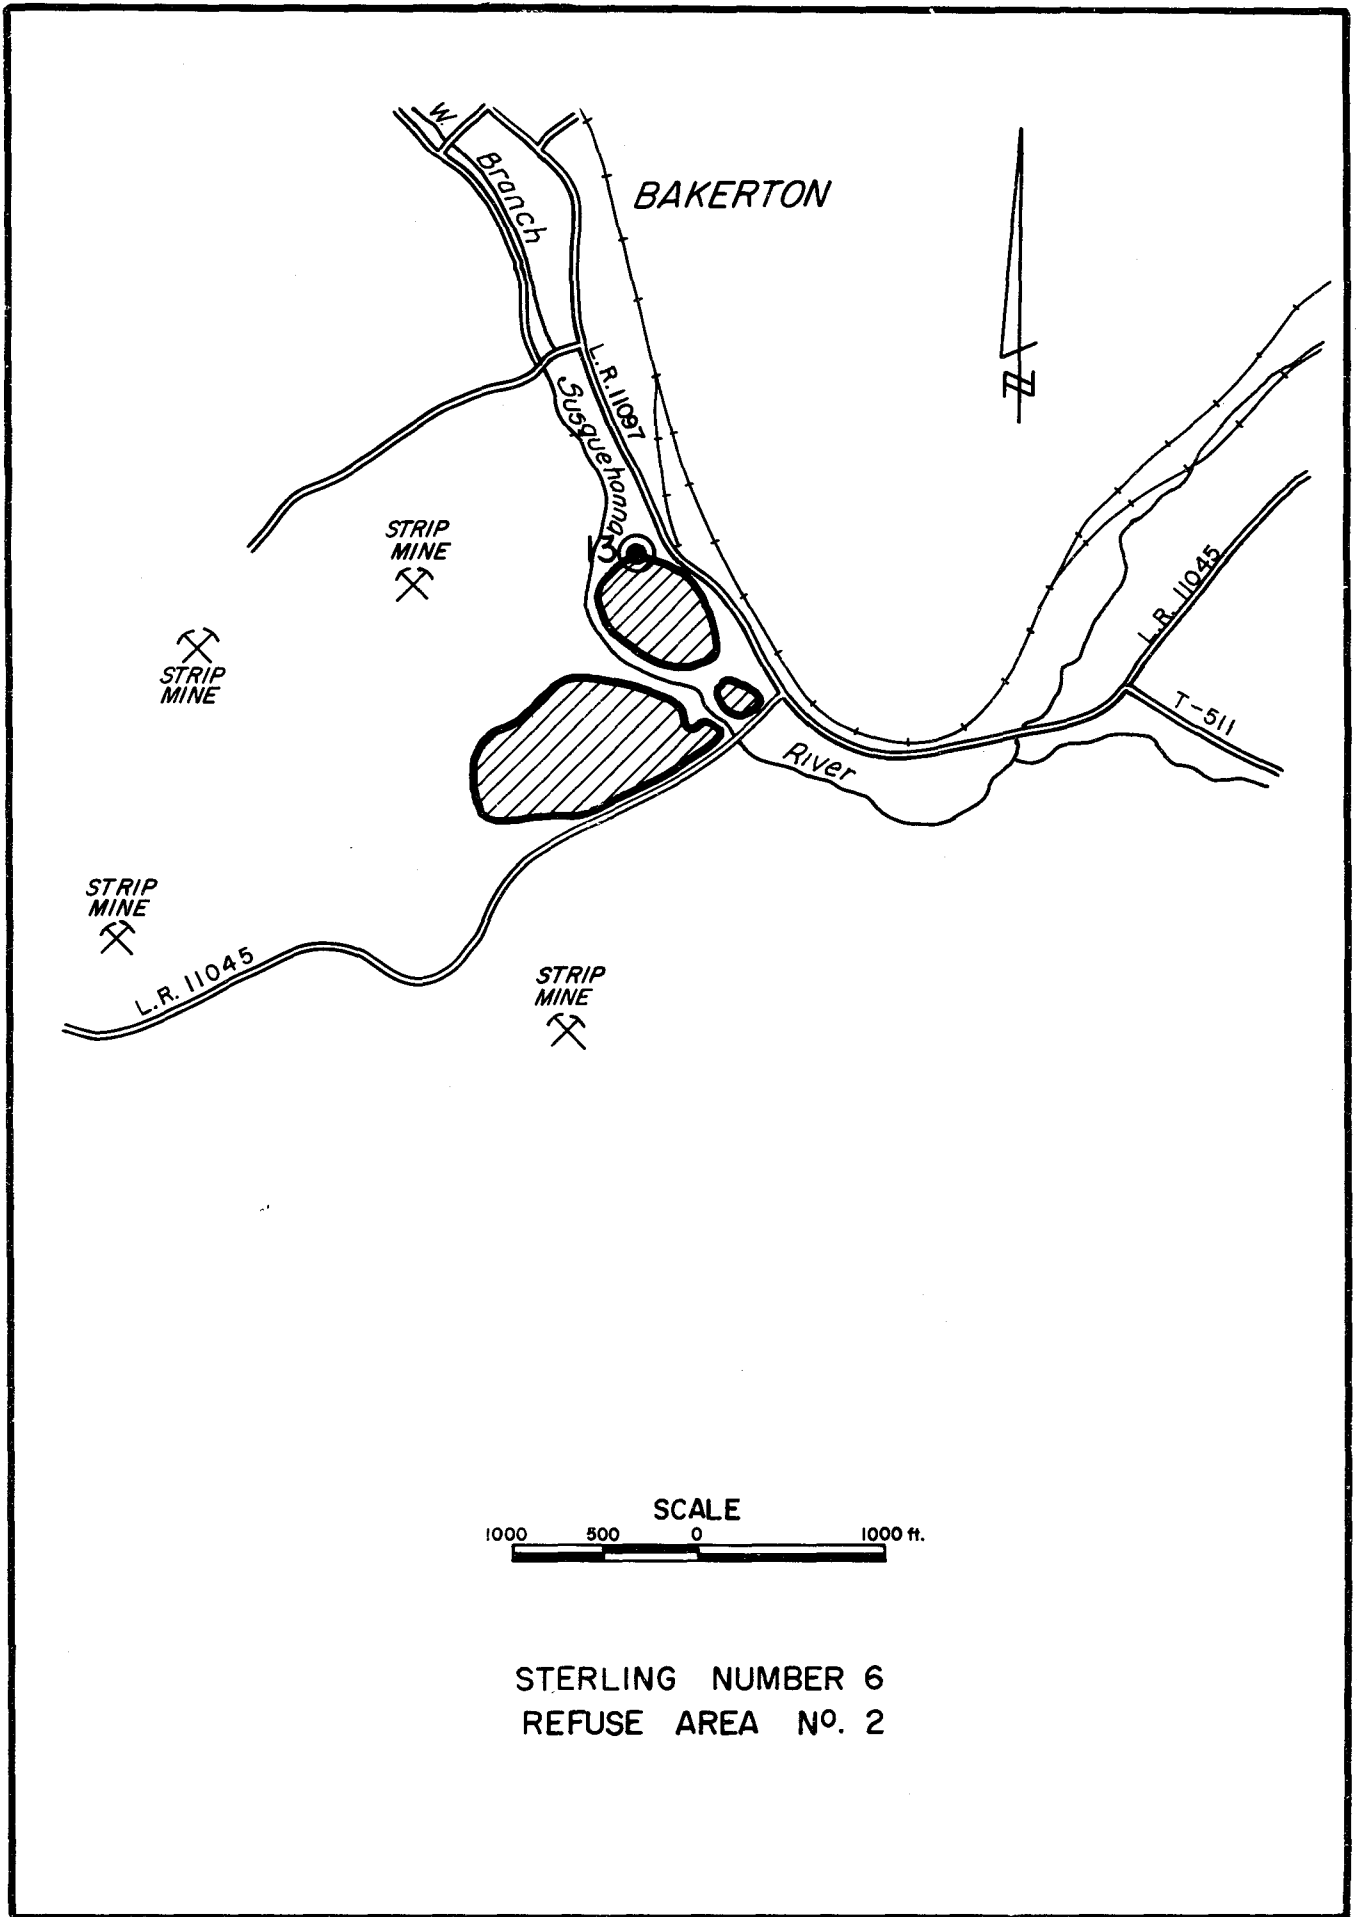 W.
Branch
BAKERTON
L.R. 11097
Susquehanna
N
STRIP
MINE
13
L.R. 11045
STRIP
MINE
T-511
River
STRIP
MINE
L.R. 11045
STRIP
MINE
SCALE
1000 500 0 1000 ft.
STERLING NUMBER 6
REFUSE AREA Nº. 2